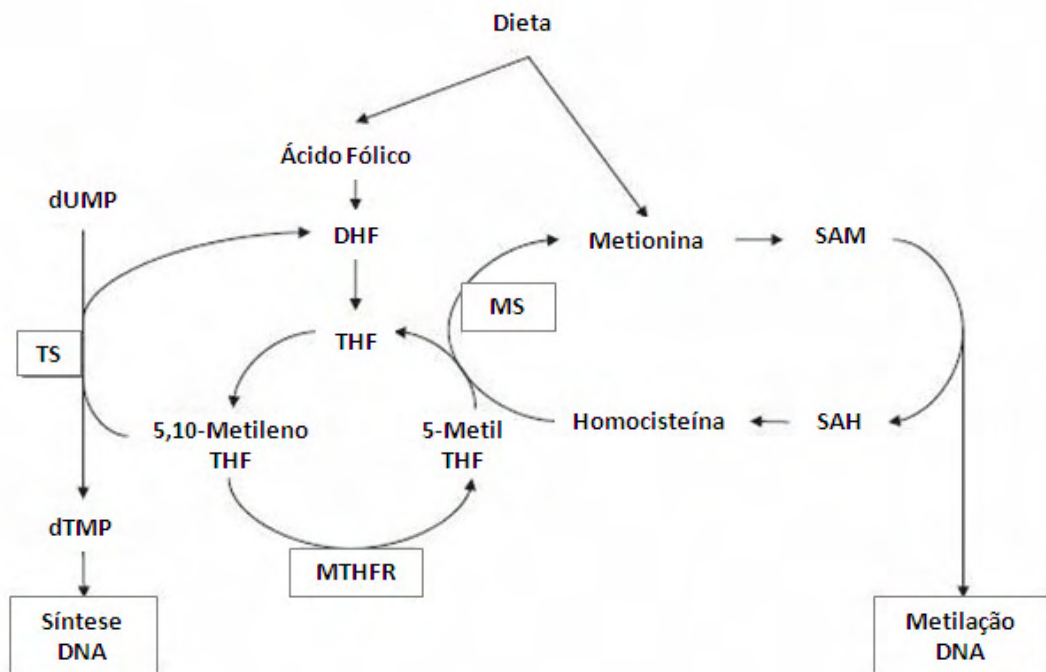 Dieta
Ácido Fólico
dUMP
DHF
Metionina
SAM
MS
THF
TS
5,10-Metileno
THF
5-Metil
THF
Homocisteína
SAH
dTMP
MTHFR
Síntese
DNA
Metilação
DNA